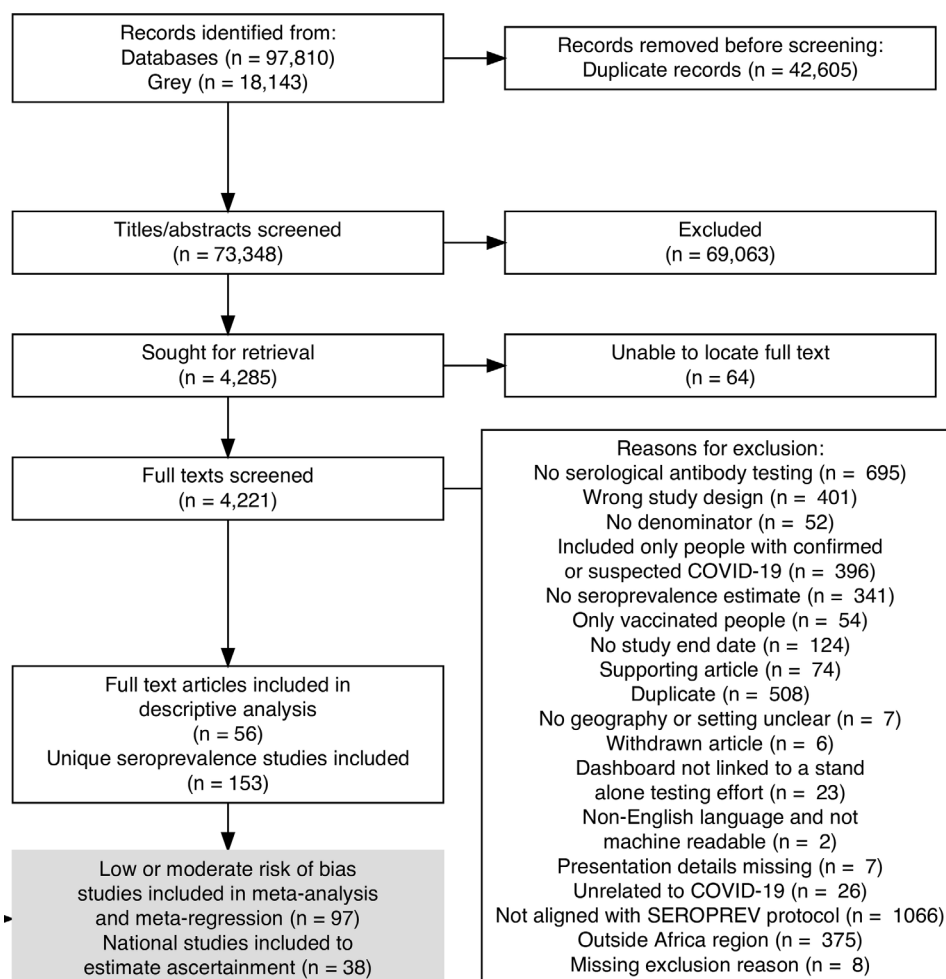 Records identified from:
Databases (n = 97,810)
Grey (n = 18,143)
Records removed before screening:
Duplicate records (n = 42,605)
Titles/abstracts screened
(n = 73,348)
Excluded
(n = 69,063)
Sought for retrieval
(n = 4,285)
Unable to locate full text
(n = 64)
Full texts screened
(n = 4,221)
Reasons for exclusion:
No serological antibody testing (n = 695)
Wrong study design (n = 401)
No denominator (n = 52)
Included only people with confirmed
or suspected COVID-19 (n = 396)
No seroprevalence estimate (n = 341)
Only vaccinated people (n = 54)
No study end date (n = 124)
Supporting article (n = 74)
Duplicate (n = 508)
No geography or setting unclear (n = 7)
Withdrawn article (n = 6)
Dashboard not linked to a stand
alone testing effort (n = 23)
Non-English language and not
machine readable (n = 2)
Presentation details missing (n = 7)
Unrelated to COVID-19 (n = 26)
Not aligned with SEROPREV protocol (n = 1066)
Outside Africa region (n = 375)
Missing exclusion reason (n = 8)
Full text articles included in
descriptive analysis
(n = 56)
Unique seroprevalence studies included
(n = 153)
Low or moderate risk of bias
studies included in meta-analysis
and meta-regression (n = 97)
National studies included to
estimate ascertainment (n = 38)